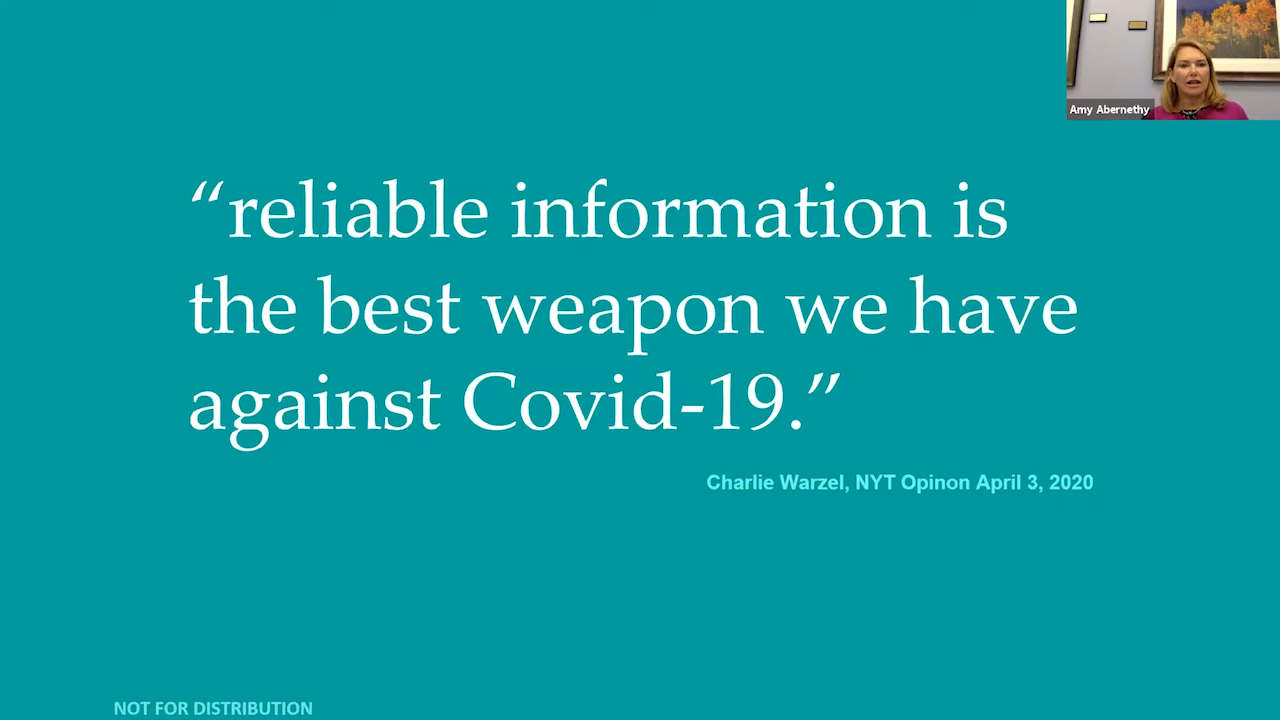 Amy Abernethy
“reliable information is
the best weapon we have
against Covid-19.”
Charlie Warzel, NYT Opinon April 3, 2020
NOT FOR DISTRIBUTION